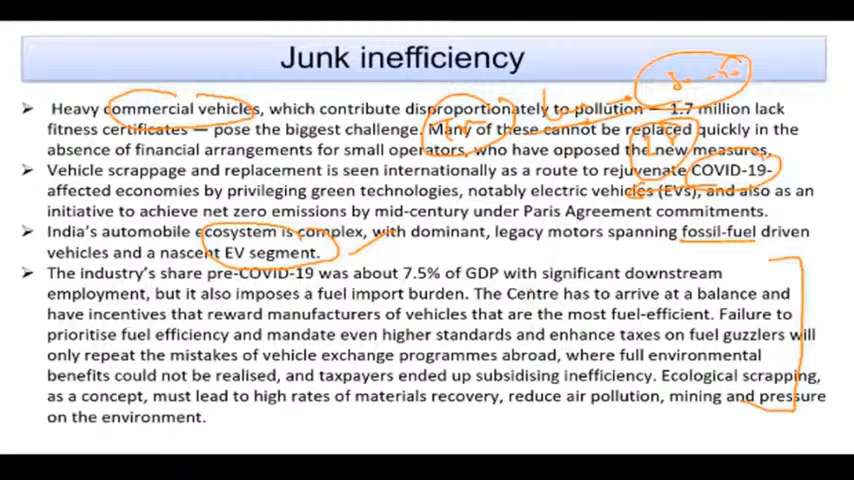 Junk inefficiency
Heavy commercial vehicles, which contribute disproportionately to pollution — 1.7 million lack
fitness certificates — pose the biggest challenge. Many of these cannot be replaced quickly in the
absence of financial arrangements for small operators, who have opposed the new measures.
Vehicle scrappage and replacement is seen internationally as a route to rejuvenate COVID-19-
affected economies by privileging green technologies, notably electric vehicles (EVs), and also as an
initiative to achieve net zero emissions by mid-century under Paris Agreement commitments.
India's automobile ecosystem is complex, with dominant, legacy motors spanning fossil-fuel driven
vehicles and a nascent EV segment.
The industry's share pre-COVID-19 was about 7.5% of GDP with significant downstream
employment, but it also imposes a fuel import burden. The Centre has to arrive at a balance and
have incentives that reward manufacturers of vehicles that are the most fuel-efficient. Failure to
prioritise fuel efficiency and mandate even higher standards and enhance taxes on fuel guzzlers will
only repeat the mistakes of vehicle exchange programmes abroad, where full environmental
benefits could not be realised, and taxpayers ended up subsidising inefficiency. Ecological scrapping,
as a concept, must lead to high rates of materials recovery, reduce air pollution, mining and pressure
on the environment.